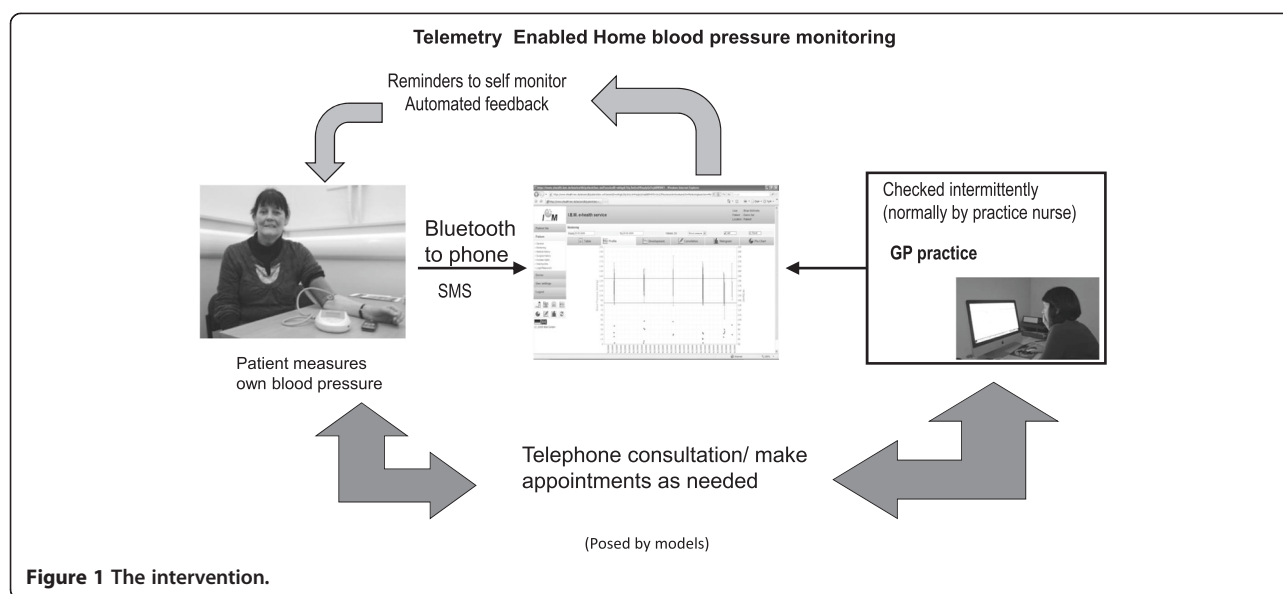 Telemetry Enabled Home blood pressure monitoring
Reminders to self monitor
Automated feedback
Bluetooth
to phone
SMS
Patient measures
own blood pressure
Checked intermittently
(normally by practice nurse)
GP practice
Telephone consultation/ make
appointments as needed
(Posed by models)
Figure 1 The intervention.